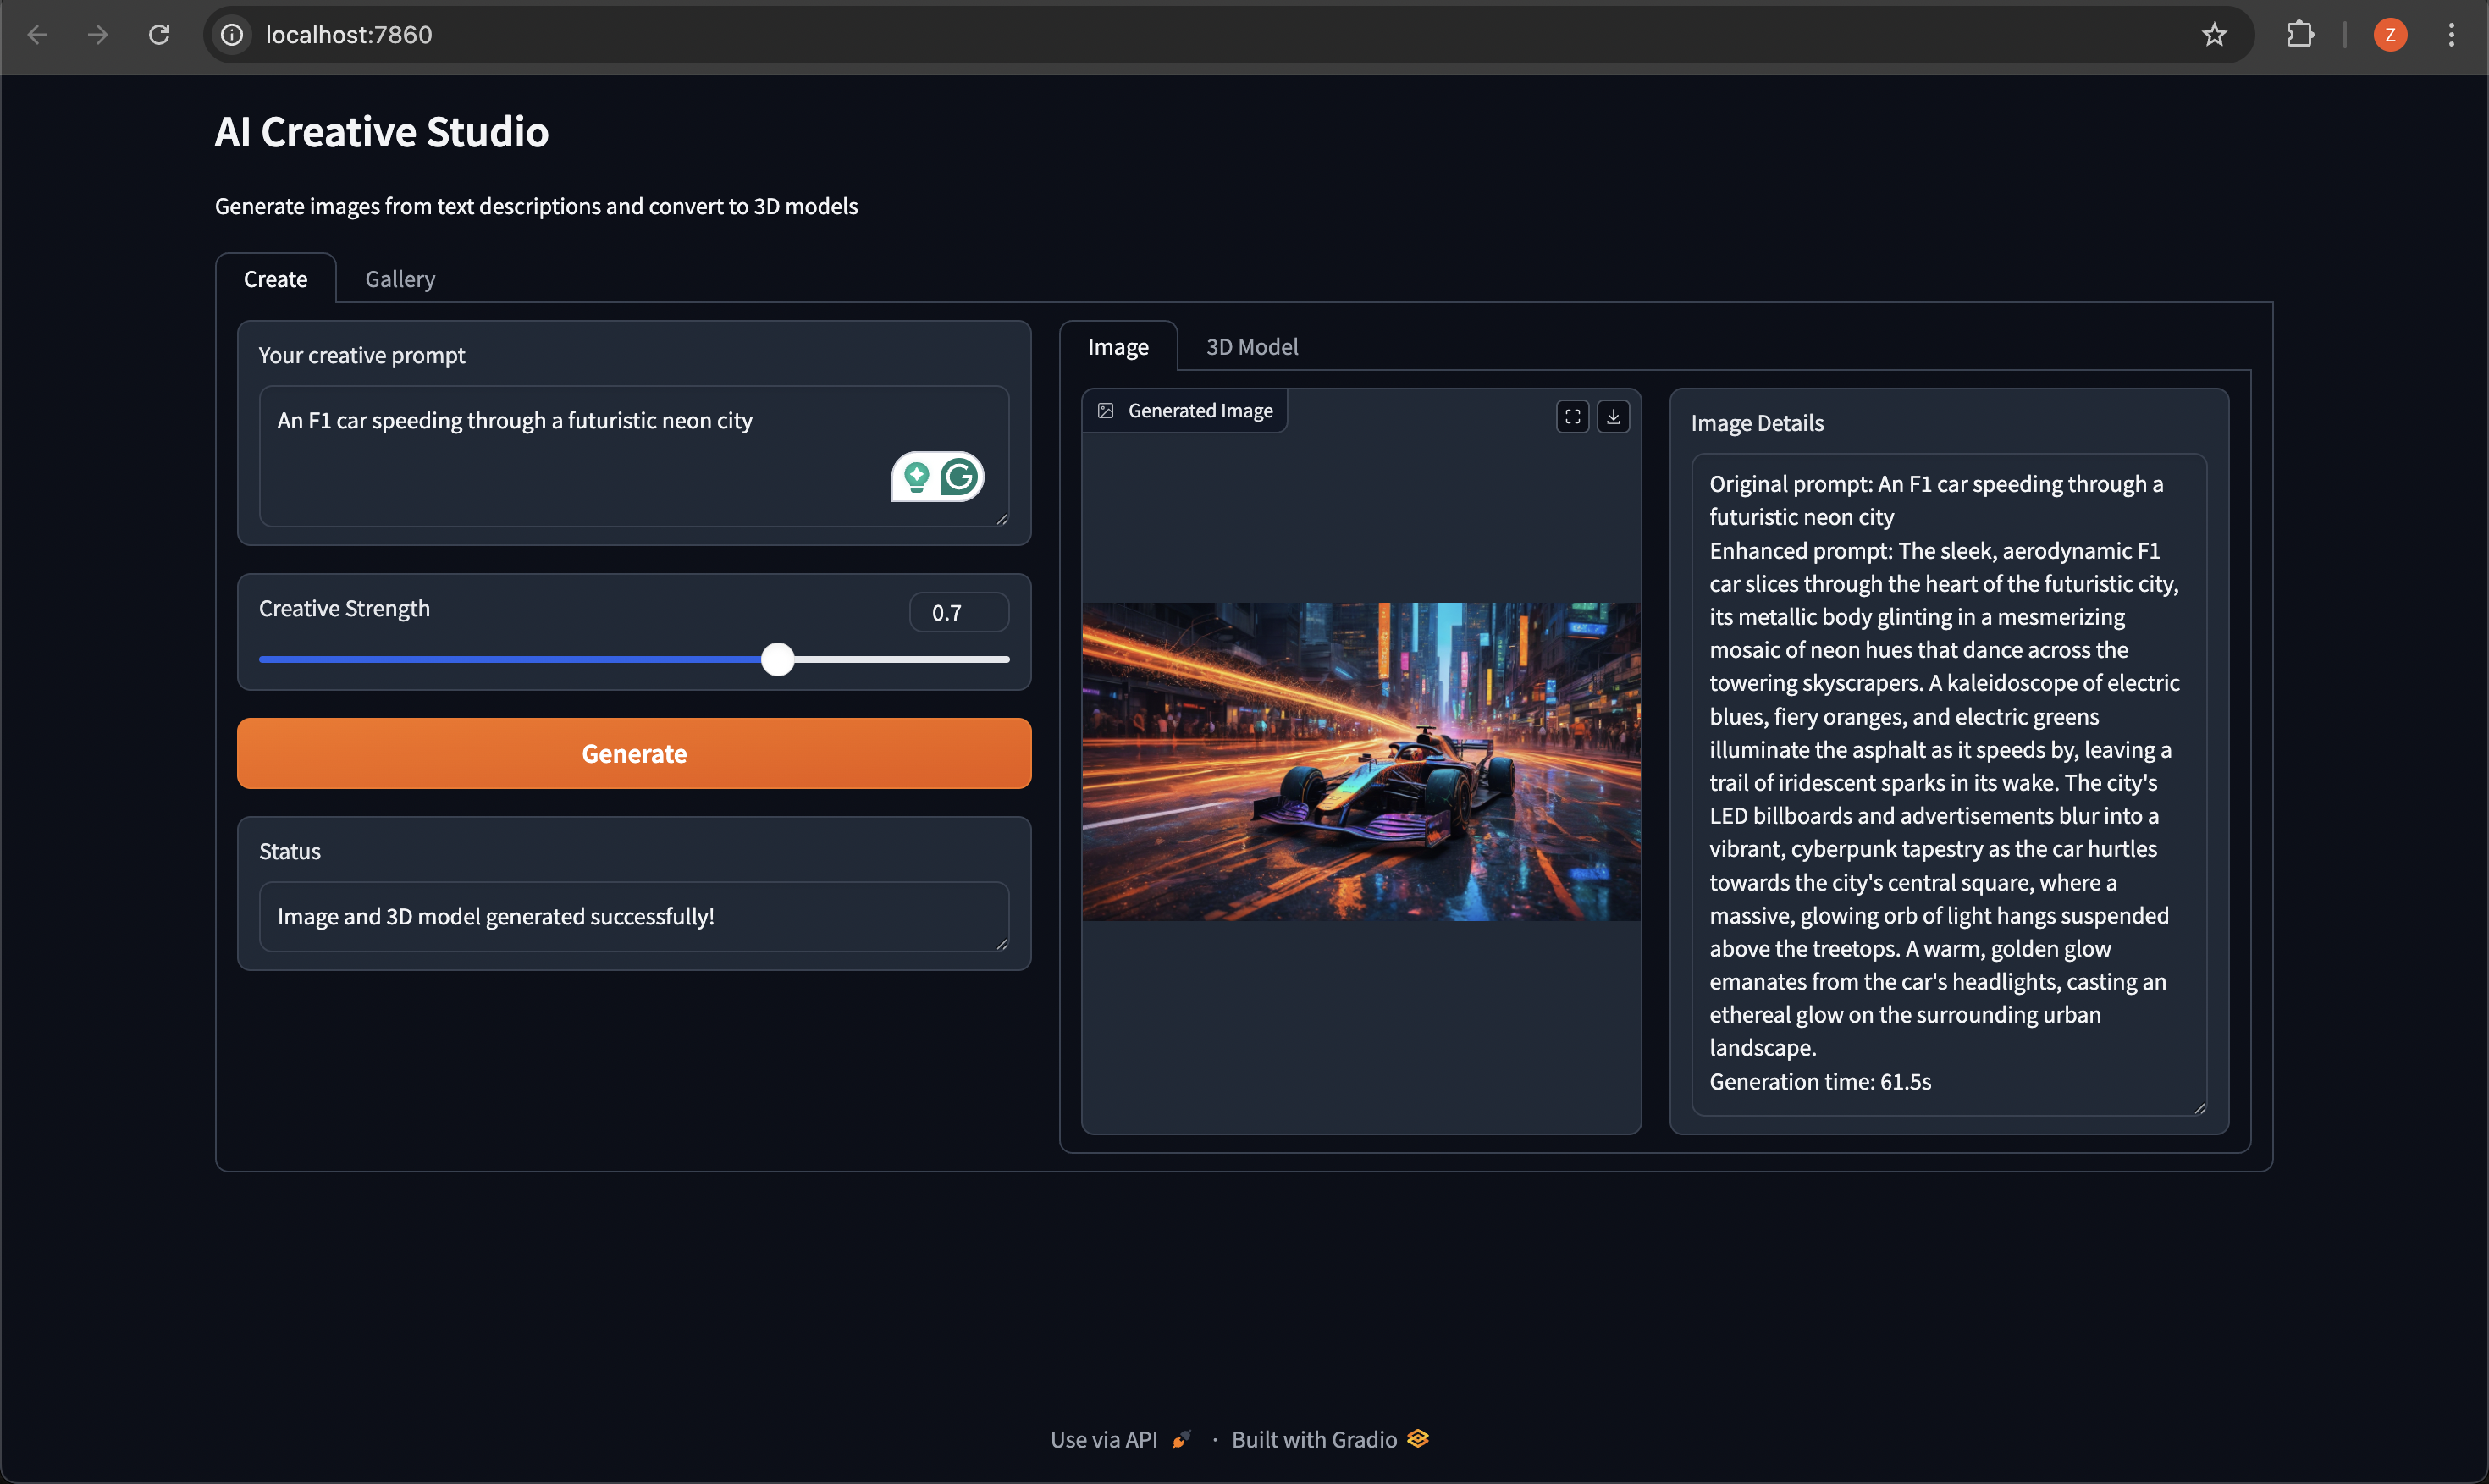 localhost:7860
Z
AI Creative Studio
Generate images from text descriptions and convert to 3D models
Create
Gallery
Your creative prompt
An F1 car speeding through a futuristic neon city
Creative Strength
0.7
Generate
Status
Image and 3D model generated successfully!
Image
3D Model
Generated Image
Image Details
Original prompt: An F1 car speeding through a
futuristic neon city
Enhanced prompt: The sleek, aerodynamic F1
car slices through the heart of the futuristic city,
its metallic body glinting in a mesmerizing
mosaic of neon hues that dance across the
towering skyscrapers. A kaleidoscope of electric
blues, fiery oranges, and electric greens
illuminate the asphalt as it speeds by, leaving a
trail of iridescent sparks in its wake. The city's
LED billboards and advertisements blur into a
vibrant, cyberpunk tapestry as the car hurtles
towards the city's central square, where a
massive, glowing orb of light hangs suspended
above the treetops. A warm, golden glow
emanates from the car's headlights, casting an
ethereal glow on the surrounding urban
landscape.
Generation time: 61.5s
Use via API · Built with Gradio